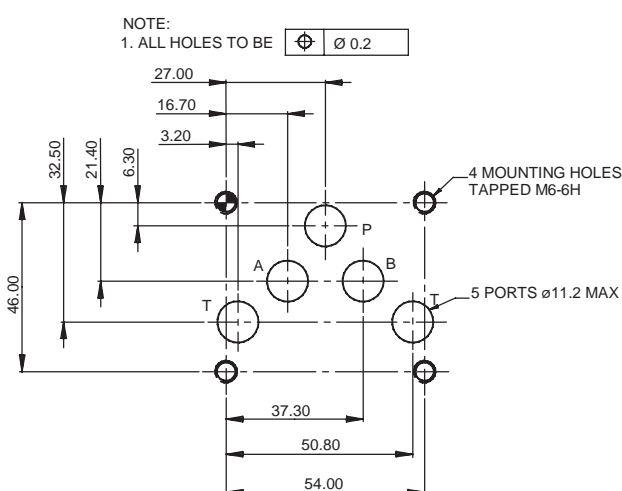 NOTE:
1. ALL HOLES TO BE ⌖ Ø 0.2
27.00
16.70
3.20
32.50
21.40
6.30
4 MOUNTING HOLES
TAPPED M6-6H
P
A
B
46.00
T
T
5 PORTS ø11.2 MAX
37.30
50.80
54.00